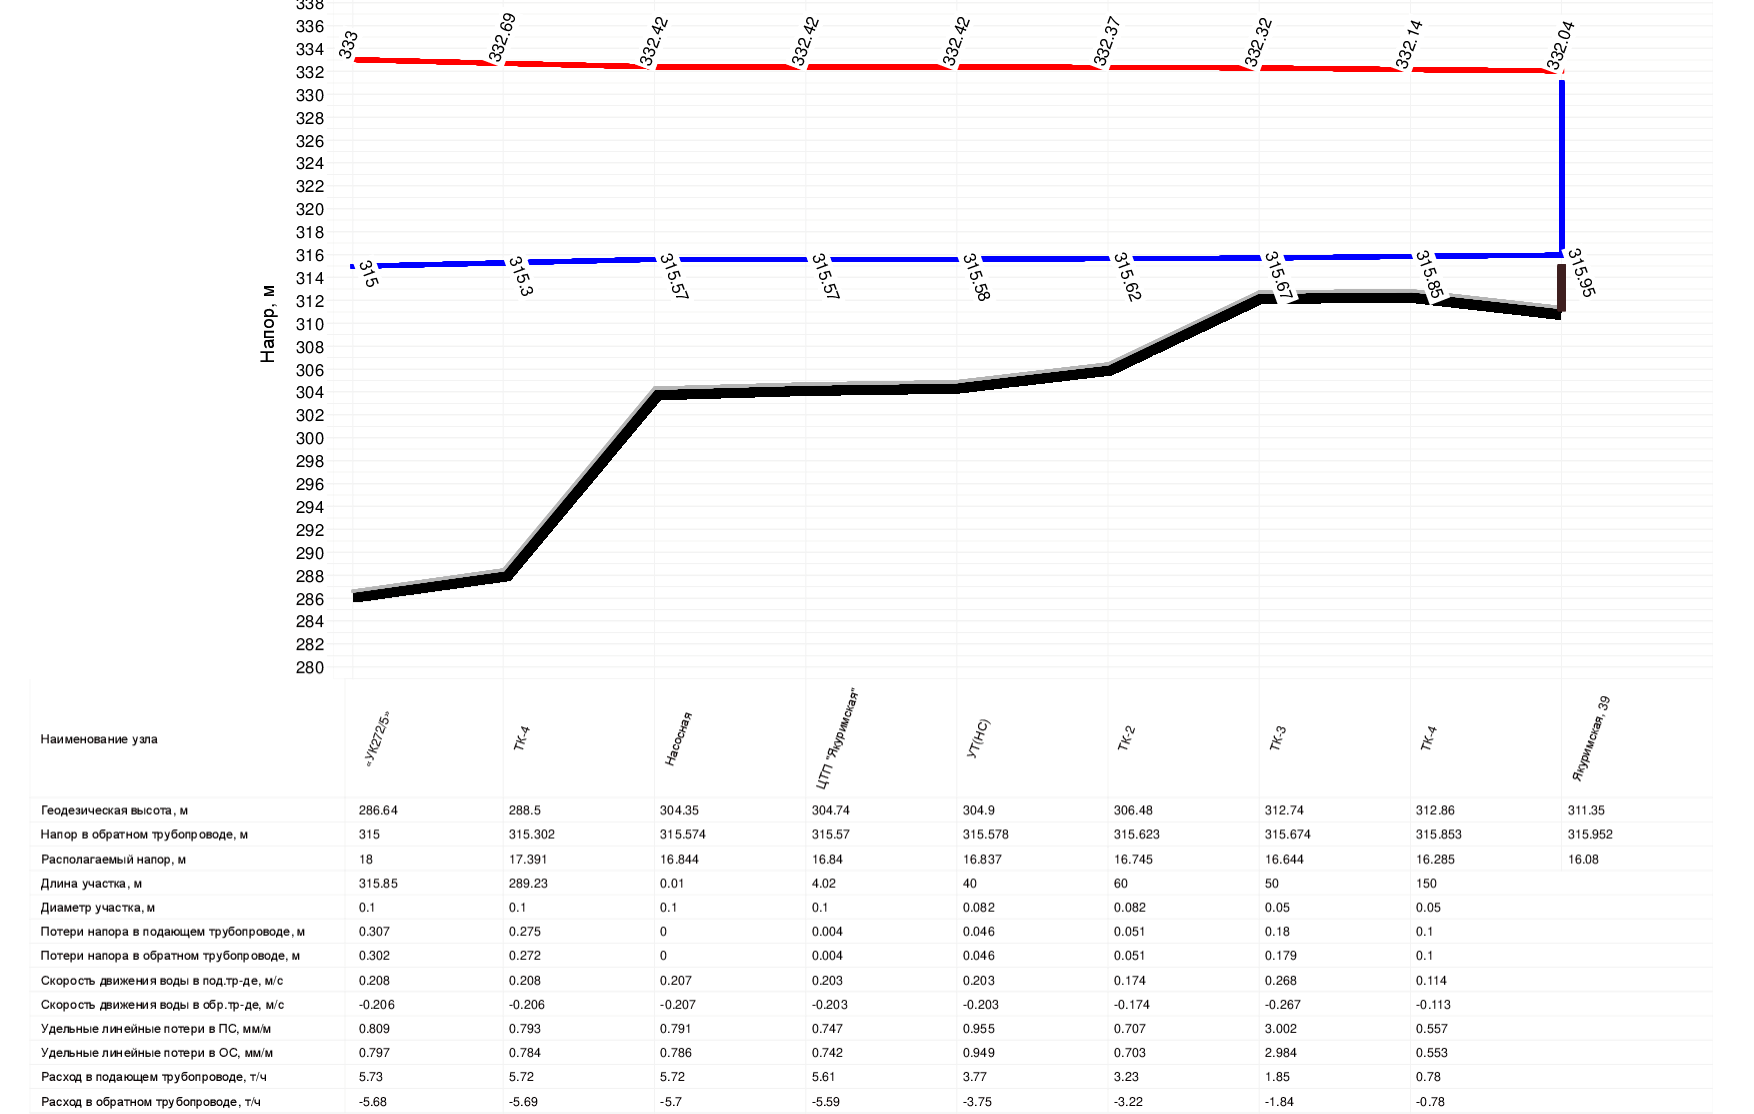 338
336
334
332
330
328
326
324
322
320
318
316
314
312
310
308
306
304
302
300
298
296
294
292
290
288
286
284
282
280
Напор, м
333 332.69 332.42 332.42 332.42 332.37 332.32 332.14 332.04
315 315.3 315.57 315.57 315.58 315.62 315.67 315.85 315.95
Наименование узла «УК272/5» ТК-4 Насосная ЦТП "Якуримская" УТ(НС) ТК-2 ТК-3 ТК-4 Якуримская, 39
Геодезическая высота, м 286.64 288.5 304.35 304.74 304.9 306.48 312.74 312.86 311.35
Напор в обратном трубопроводе, м 315 315.302 315.574 315.57 315.578 315.623 315.674 315.853 315.952
Располагаемый напор, м 18 17.391 16.844 16.84 16.837 16.745 16.644 16.285 16.08
Длина участка, м 315.85 289.23 0.01 4.02 40 60 50 150
Диаметр участка, м 0.1 0.1 0.1 0.1 0.082 0.082 0.05 0.05
Потери напора в подающем трубопроводе, м 0.307 0.275 0 0.004 0.046 0.051 0.18 0.1
Потери напора в обратном трубопроводе, м 0.302 0.272 0 0.004 0.046 0.051 0.179 0.1
Скорость движения воды в под.тр-де, м/с 0.208 0.208 0.207 0.203 0.203 0.174 0.268 0.114
Скорость движения воды в обр.тр-де, м/с -0.206 -0.206 -0.207 -0.203 -0.203 -0.174 -0.267 -0.113
Удельные линейные потери в ПС, мм/м 0.809 0.793 0.791 0.747 0.955 0.707 3.002 0.557
Удельные линейные потери в ОС, мм/м 0.797 0.784 0.786 0.742 0.949 0.703 2.984 0.553
Расход в подающем трубопроводе, т/ч 5.73 5.72 5.72 5.61 3.77 3.23 1.85 0.78
Расход в обратном трубопроводе, т/ч -5.68 -5.69 -5.7 -5.59 -3.75 -3.22 -1.84 -0.78